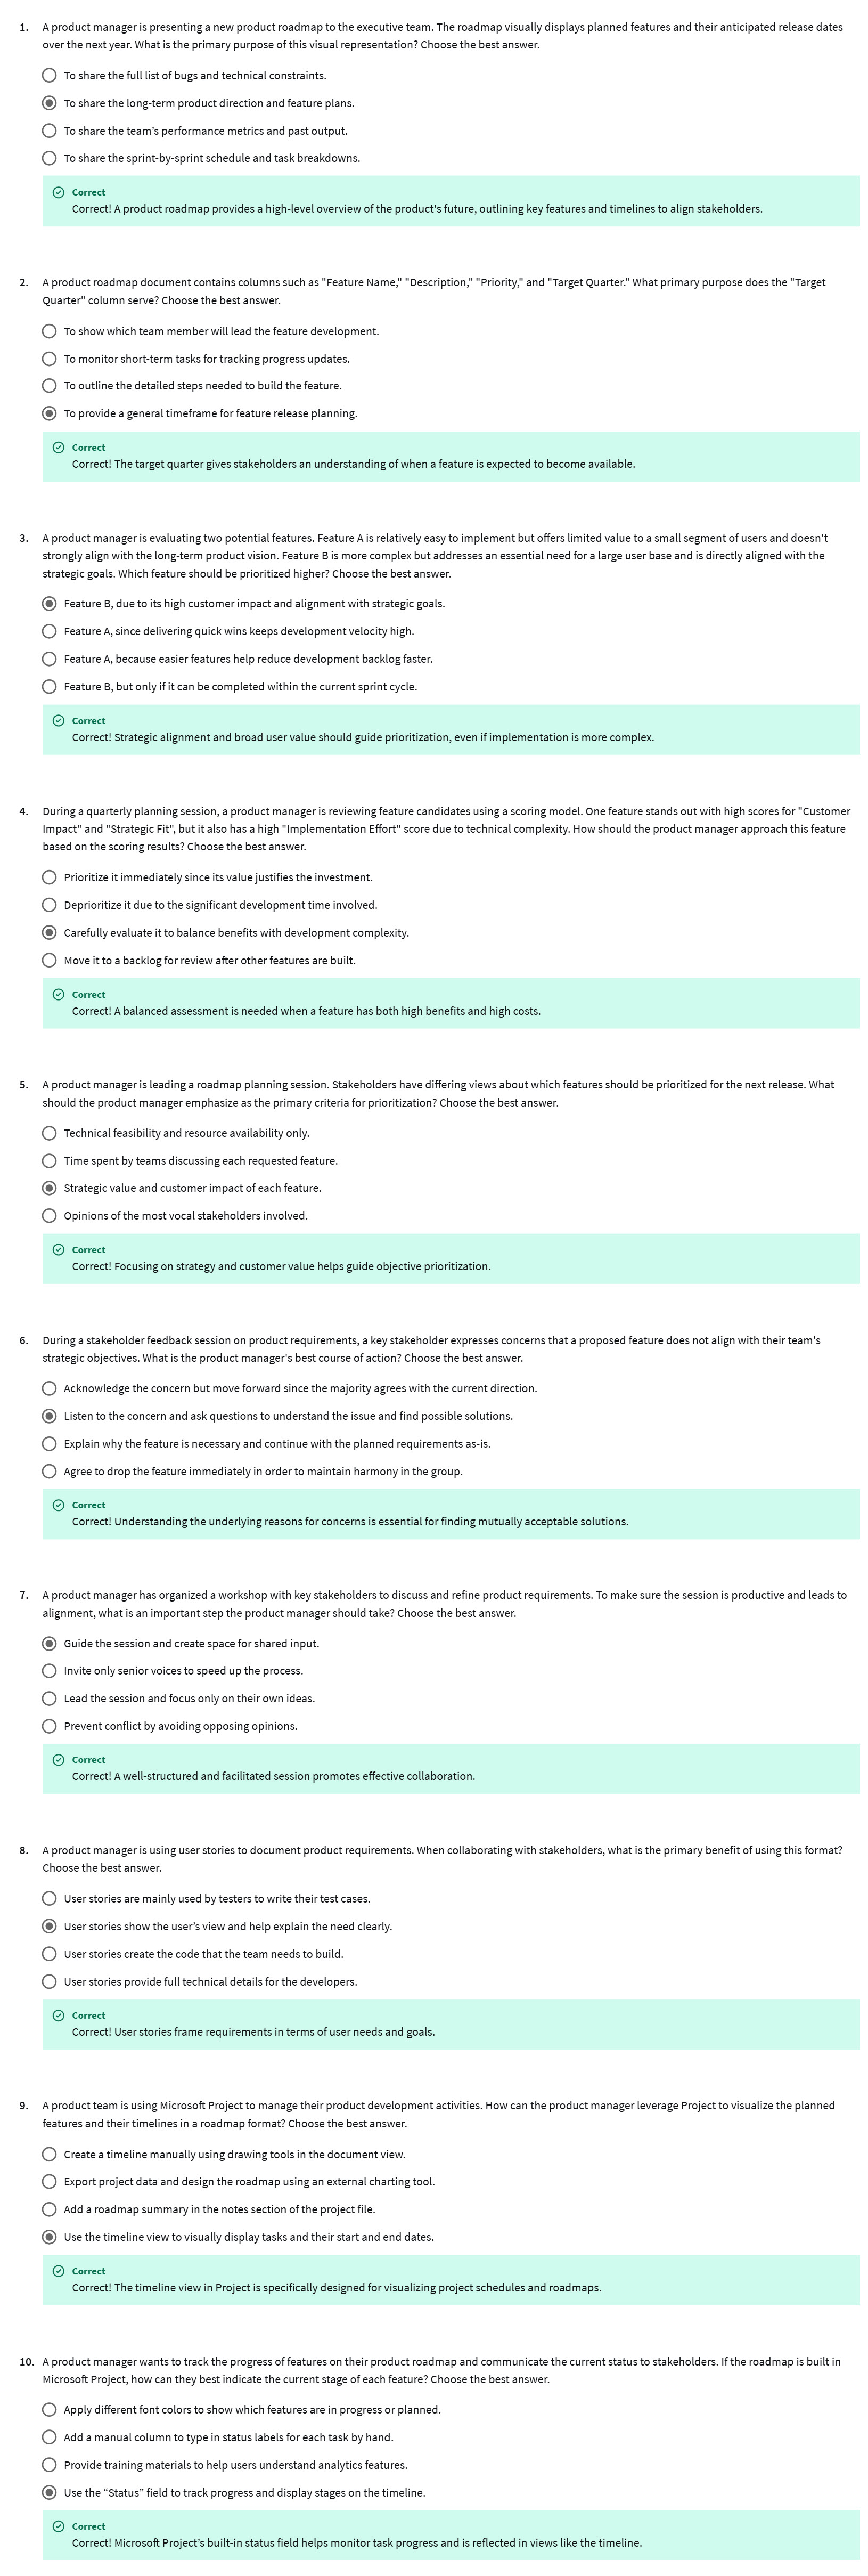 1. A product manager is presenting a new product roadmap to the executive team. The roadmap visually displays planned features and their anticipated release dates
over the next year. What is the primary purpose of this visual representation? Choose the best answer.
To share the full list of bugs and technical constraints.
To share the long-term product direction and feature plans.
To share the team's performance metrics and past output.
To share the sprint-by-sprint schedule and task breakdowns.
Correct
Correct! A product roadmap provides a high-level overview of the product's future, outlining key features and timelines to align stakeholders.
2. A product roadmap document contains columns such as "Feature Name," "Description," "Priority," and "Target Quarter." What primary purpose does the "Target
Quarter" column serve? Choose the best answer.
To show which team member will lead the feature development.
To monitor short-term tasks for tracking progress updates.
To outline the detailed steps needed to build the feature.
To provide a general timeframe for feature release planning.
Correct
Correct! The target quarter gives stakeholders an understanding of when a feature is expected to become available.
3. A product manager is evaluating two potential features. Feature A is relatively easy to implement but offers limited value to a small segment of users and doesn't
strongly align with the long-term product vision. Feature B is more complex but addresses an essential need for a large user base and is directly aligned with the
strategic goals. Which feature should be prioritized higher? Choose the best answer.
Feature B, due to its high customer impact and alignment with strategic goals.
Feature A, since delivering quick wins keeps development velocity high.
Feature A, because easier features help reduce development backlog faster.
Feature B, but only if it can be completed within the current sprint cycle.
Correct
Correct! Strategic alignment and broad user value should guide prioritization, even if implementation is more complex.
4. During a quarterly planning session, a product manager is reviewing feature candidates using a scoring model. One feature stands out with high scores for "Customer
Impact" and "Strategic Fit", but it also has a high "Implementation Effort" score due to technical complexity. How should the product manager approach this feature
based on the scoring results? Choose the best answer.
Prioritize it immediately since its value justifies the investment.
Deprioritize it due to the significant development time involved.
Carefully evaluate it to balance benefits with development complexity.
Move it to a backlog for review after other features are built.
Correct
Correct! A balanced assessment is needed when a feature has both high benefits and high costs.
5. A product manager is leading a roadmap planning session. Stakeholders have differing views about which features should be prioritized for the next release. What
should the product manager emphasize as the primary criteria for prioritization? Choose the best answer.
Technical feasibility and resource availability only.
Time spent by teams discussing each requested feature.
Strategic value and customer impact of each feature.
Opinions of the most vocal stakeholders involved.
Correct
Correct! Focusing on strategy and customer value helps guide objective prioritization.
6. During a stakeholder feedback session on product requirements, a key stakeholder expresses concerns that a proposed feature does not align with their team's
strategic objectives. What is the product manager's best course of action? Choose the best answer.
Acknowledge the concern but move forward since the majority agrees with the current direction.
Listen to the concern and ask questions to understand the issue and find possible solutions.
Explain why the feature is necessary and continue with the planned requirements as-is.
Agree to drop the feature immediately in order to maintain harmony in the group.
Correct
Correct! Understanding the underlying reasons for concerns is essential for finding mutually acceptable solutions.
7. A product manager has organized a workshop with key stakeholders to discuss and refine product requirements. To make sure the session is productive and leads to
alignment, what is an important step the product manager should take? Choose the best answer.
Guide the session and create space for shared input.
Invite only senior voices to speed up the process.
Lead the session and focus only on their own ideas.
Prevent conflict by avoiding opposing opinions.
Correct
Correct! A well-structured and facilitated session promotes effective collaboration.
8. A product manager is using user stories to document product requirements. When collaborating with stakeholders, what is the primary benefit of using this format?
Choose the best answer.
User stories are mainly used by testers to write their test cases.
User stories show the user's view and help explain the need clearly.
User stories create the code that the team needs to build.
User stories provide full technical details for the developers.
Correct
Correct! User stories frame requirements in terms of user needs and goals.
9. A product team is using Microsoft Project to manage their product development activities. How can the product manager leverage Project to visualize the planned
features and their timelines in a roadmap format? Choose the best answer.
Create a timeline manually using drawing tools in the document view.
Export project data and design the roadmap using an external charting tool.
Add a roadmap summary in the notes section of the project file.
Use the timeline view to visually display tasks and their start and end dates.
Correct
Correct! The timeline view in Project is specifically designed for visualizing project schedules and roadmaps.
10. A product manager wants to track the progress of features on their product roadmap and communicate the current status to stakeholders. If the roadmap is built in
Microsoft Project, how can they best indicate the current stage of each feature? Choose the best answer.
Apply different font colors to show which features are in progress or planned.
Add a manual column to type in status labels for each task by hand.
Provide training materials to help users understand analytics features.
Use the “Status” field to track progress and display stages on the timeline.
Correct
Correct! Microsoft Project's built-in status field helps monitor task progress and is reflected in views like the timeline.